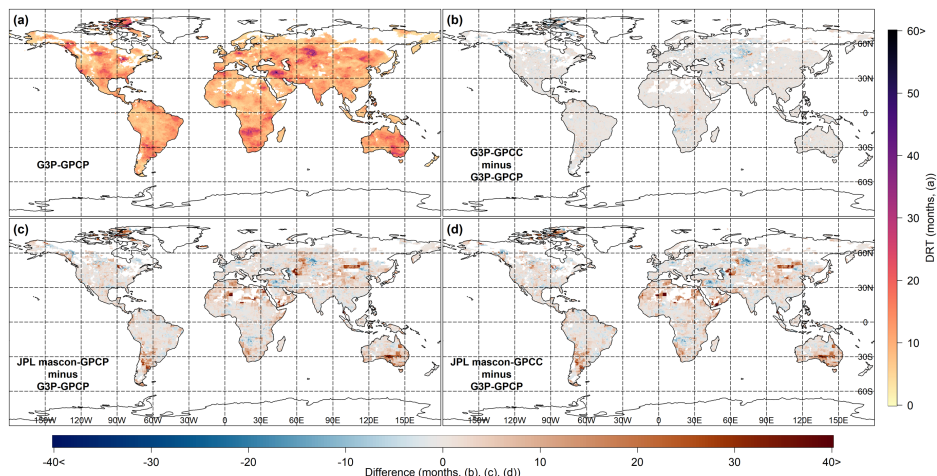 (a)
G3P-GPCP
(b)
G3P-GPCC
minus
G3P-GPCP
60N
30N
0
30S
60S
(c)
JPL mascon-GPCP
minus
G3P-GPCP
150W 120W 90W 60W 30W 0 30E 60E 90E 120E 150E
(d)
JPL mascon-GPCC
minus
G3P-GPCP
60N
30N
0
30S
60S
150W 120W 90W 60W 30W 0 30E 60E 90E 120E 150E
60>
50
40
30
20
10
0
DRT (months, (a))
-40< -30 -20 -10 0 10 20 30 40>
Difference (months, (b), (c), (d))